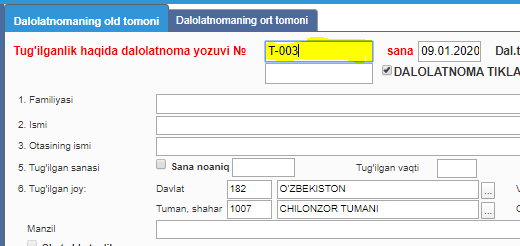 Dalolatnomaning old tomoni Dalolatnomaning ort tomoni
Tug'ilganlik haqida dalolatnoma yozuvi № T-003 sana 09.01.2020 Dal.t
DALOLATNOMA TIKLA
1. Familiyasi
2. Ismi
3. Otasining ismi
5. Tug'ilgan sanasi Sana noaniq Tug'ilgan vaqti
6. Tug'ilgan joy: Davlat 182 O'ZBEKISTON ...
Tuman, shahar 1007 CHILONZOR TUMANI ...
Manzil